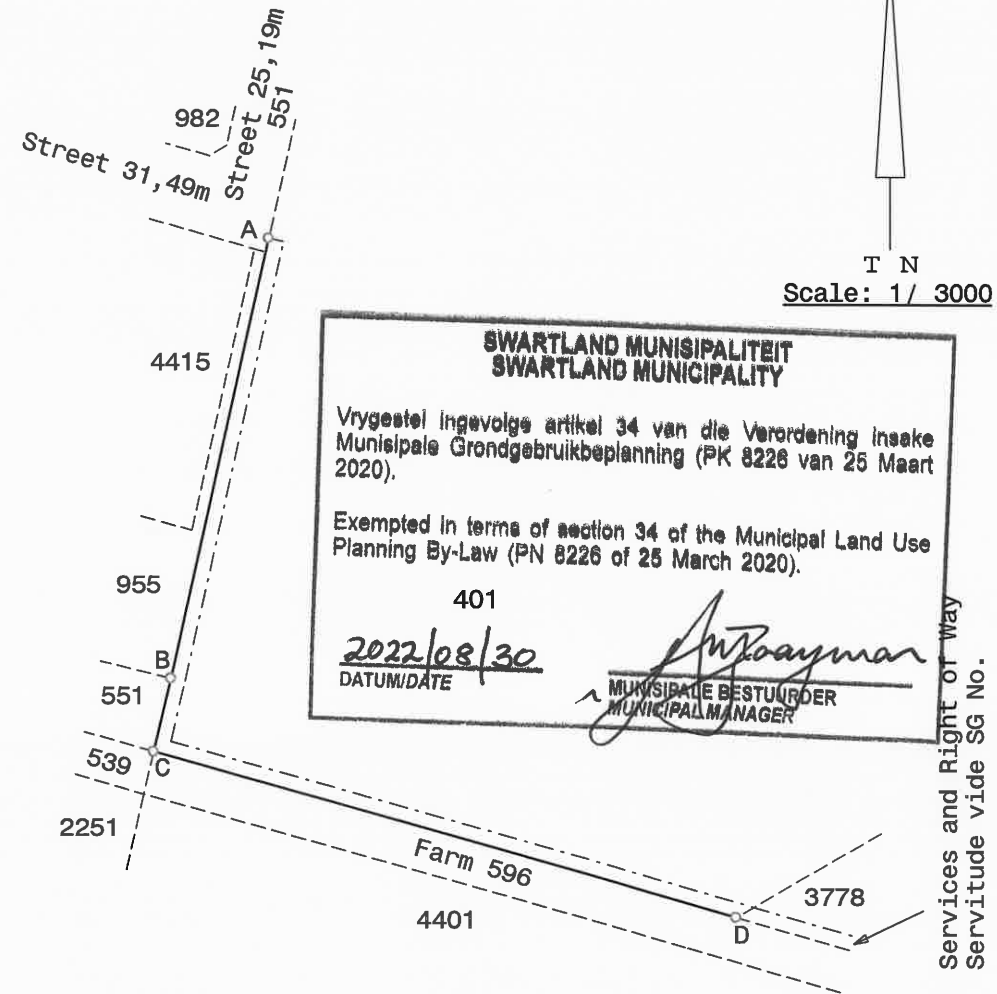 Street 25,19m
551
982
Street 31,49m
A
T N
Scale: 1/ 3000
4415
SWARTLAND MUNISIPALITEIT
SWARTLAND MUNICIPALITY
Vrygestel ingevolge artikel 34 van die Verordening insake
Munisipale Grondgebruikbeplanning (PK 8226 van 25 Maart
2020).
Exempted in terms of section 34 of the Municipal Land Use
Planning By-Law (PN 8226 of 25 March 2020).
955
401
2022/08/30
DATUM/DATE
MUNISIPALE BESTUURDER
MUNICIPAL MANAGER
B
551
539
C
2251
Farm 596
4401
D
3778
Services and Right of Way
Servitude vide SG No.